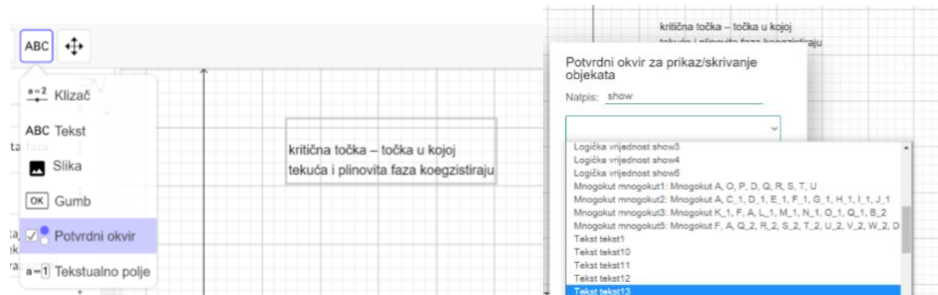 ABC
a=2 Klizač
ABC Tekst
Slika
OK Gumb
Potvrdni okvir
a=1 Tekstualno polje
kritična točka – točka u kojoj
tekuća i plinovita faza koegzistiraju
kritična točka – točka u kojoj
tekuća i plinovita faza koegzistiraju
Potvrdni okvir za prikaz/skrivanje
objekata
Natpis: show
Logička vrijednost show3
Logička vrijednost show4
Logička vrijednost show5
Mnogokut mnogokut1: Mnogokut A, O, P, D, Q, R, S, T, U
Mnogokut mnogokut2: Mnogokut A, C_1, D_1, E_1, F_1, G_1, H_1, I_1, J_1
Mnogokut mnogokut3: Mnogokut K_1, F, A, L_1, M_1, N_1, O_1, Q_1, B_2
Mnogokut mnogokut5: Mnogokut F, A, Q_2, R_2, S_2, T_2, U_2, V_2, W_2, D
Tekst tekst1
Tekst tekst10
Tekst tekst11
Tekst tekst12
Tekst tekst13